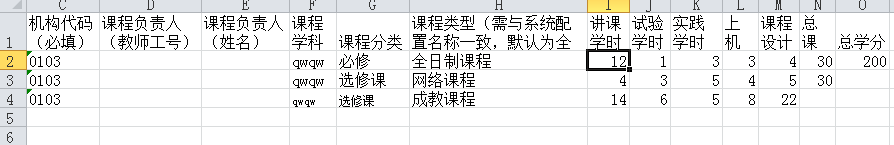 C D E F G H I J K L M N O
1 机构代码（必填） 课程负责人（教师工号） 课程负责人（姓名） 课程学科 课程分类 课程类型（需与系统配置名称一致，默认为全 讲课学时 试验学时 实践学时 上机 课程设计 总课 总学分
2 0103 qwqw 必修 全日制课程 12 1 3 3 4 30 200
3 0103 qwqw 选修课 网络课程 4 3 5 4 5 30
4 0103 qwqw 选修课 成教课程 14 6 5 8 22
5
6